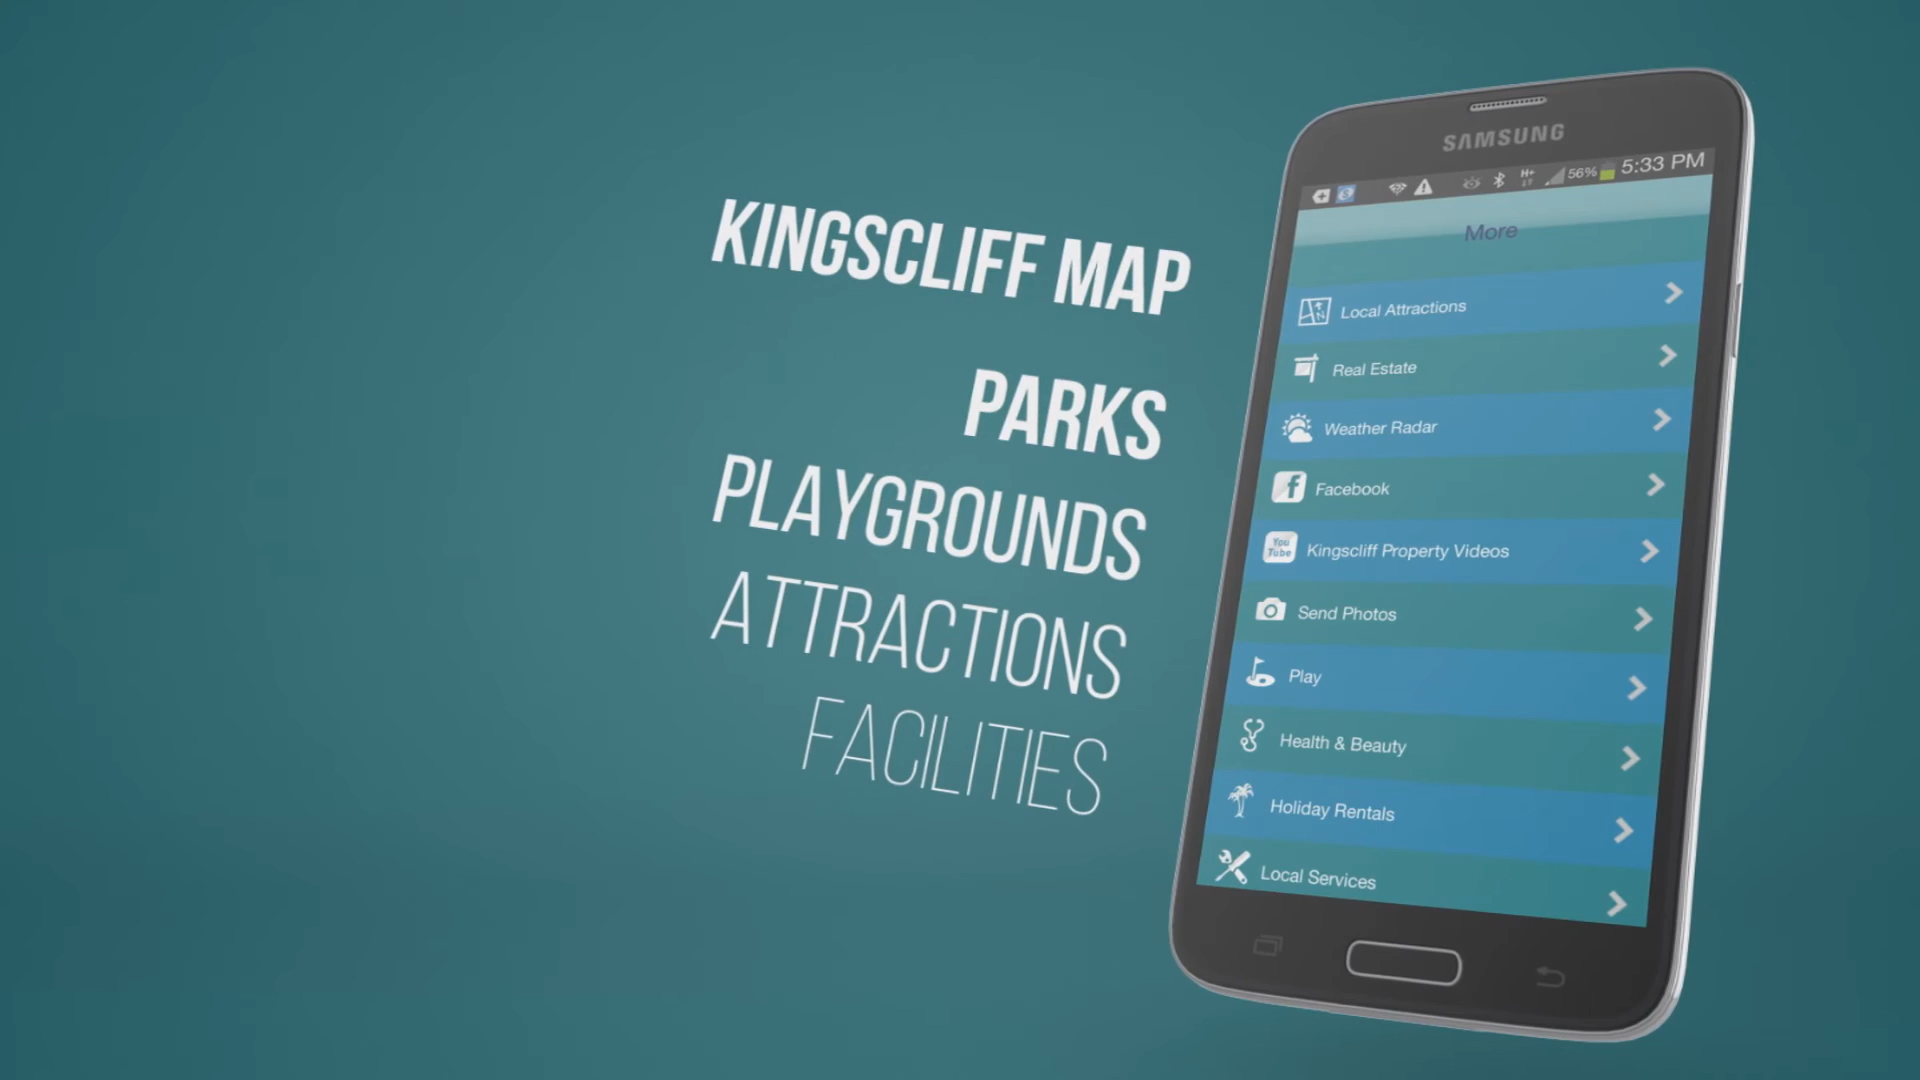 KINGSCLIFF MAP
PARKS
PLAYGROUNDS
ATTRACTIONS
FACILITIES
SAMSUNG
H+ 56% 5:33 PM
More
Local Attractions
Real Estate
Weather Radar
Facebook
You Tube Kingscliff Property Videos
Send Photos
Play
Health & Beauty
Holiday Rentals
Local Services